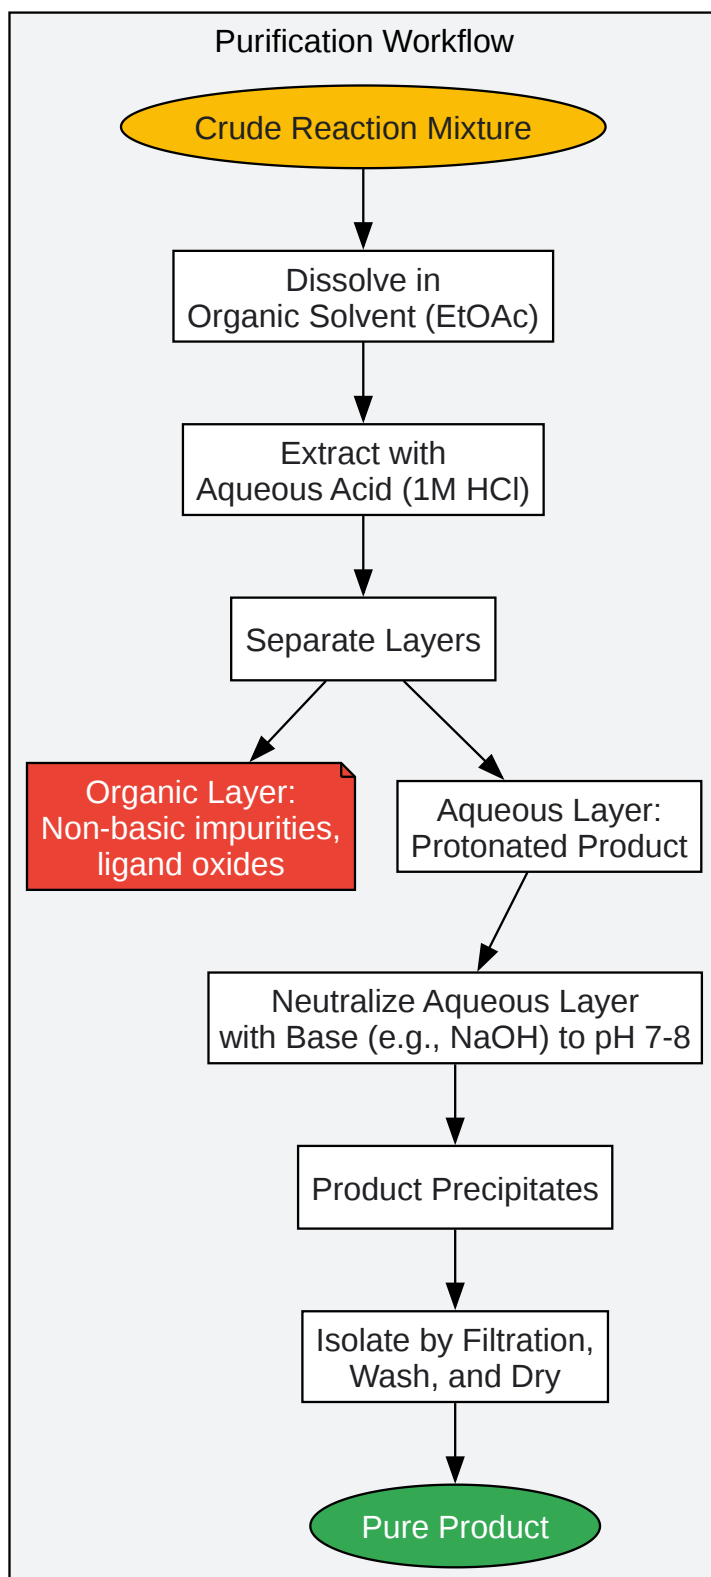 Purification Workflow
Crude Reaction Mixture
Dissolve in
Organic Solvent (EtOAc)
Extract with
Aqueous Acid (1M HCl)
Separate Layers
Organic Layer:
Non-basic impurities,
ligand oxides
Aqueous Layer:
Protonated Product
Neutralize Aqueous Layer
with Base (e.g., NaOH) to pH 7-8
Product Precipitates
Isolate by Filtration,
Wash, and Dry
Pure Product